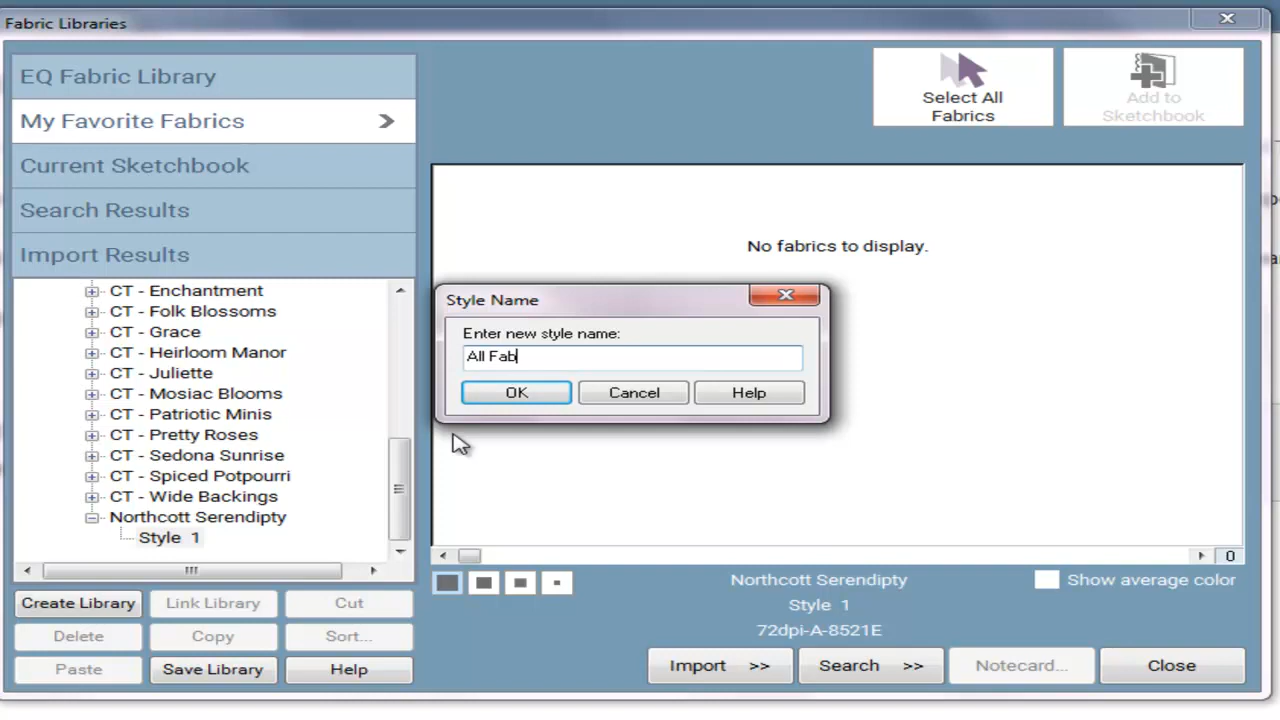 Fabric Libraries
EQ Fabric Library
My Favorite Fabrics
Current Sketchbook
Search Results
Import Results
CT - Enchantment
CT - Folk Blossoms
CT - Grace
CT - Heirloom Manor
CT - Juliette
CT - Mosiac Blooms
CT - Patriotic Minis
CT - Pretty Roses
CT - Sedona Sunrise
CT - Spiced Potpourri
CT - Wide Backings
Northcott Serendipty
Style 1
Create Library
Link Library
Cut
Delete
Copy
Sort...
Paste
Save Library
Help
Select All
Fabrics
Add to
Sketchbook
No fabrics to display.
Style Name
Enter new style name:
All Fab
OK
Cancel
Help
0
Northcott Serendipty
Style 1
72dpi-A-8521E
Show average color
Import >>
Search >>
Notecard...
Close